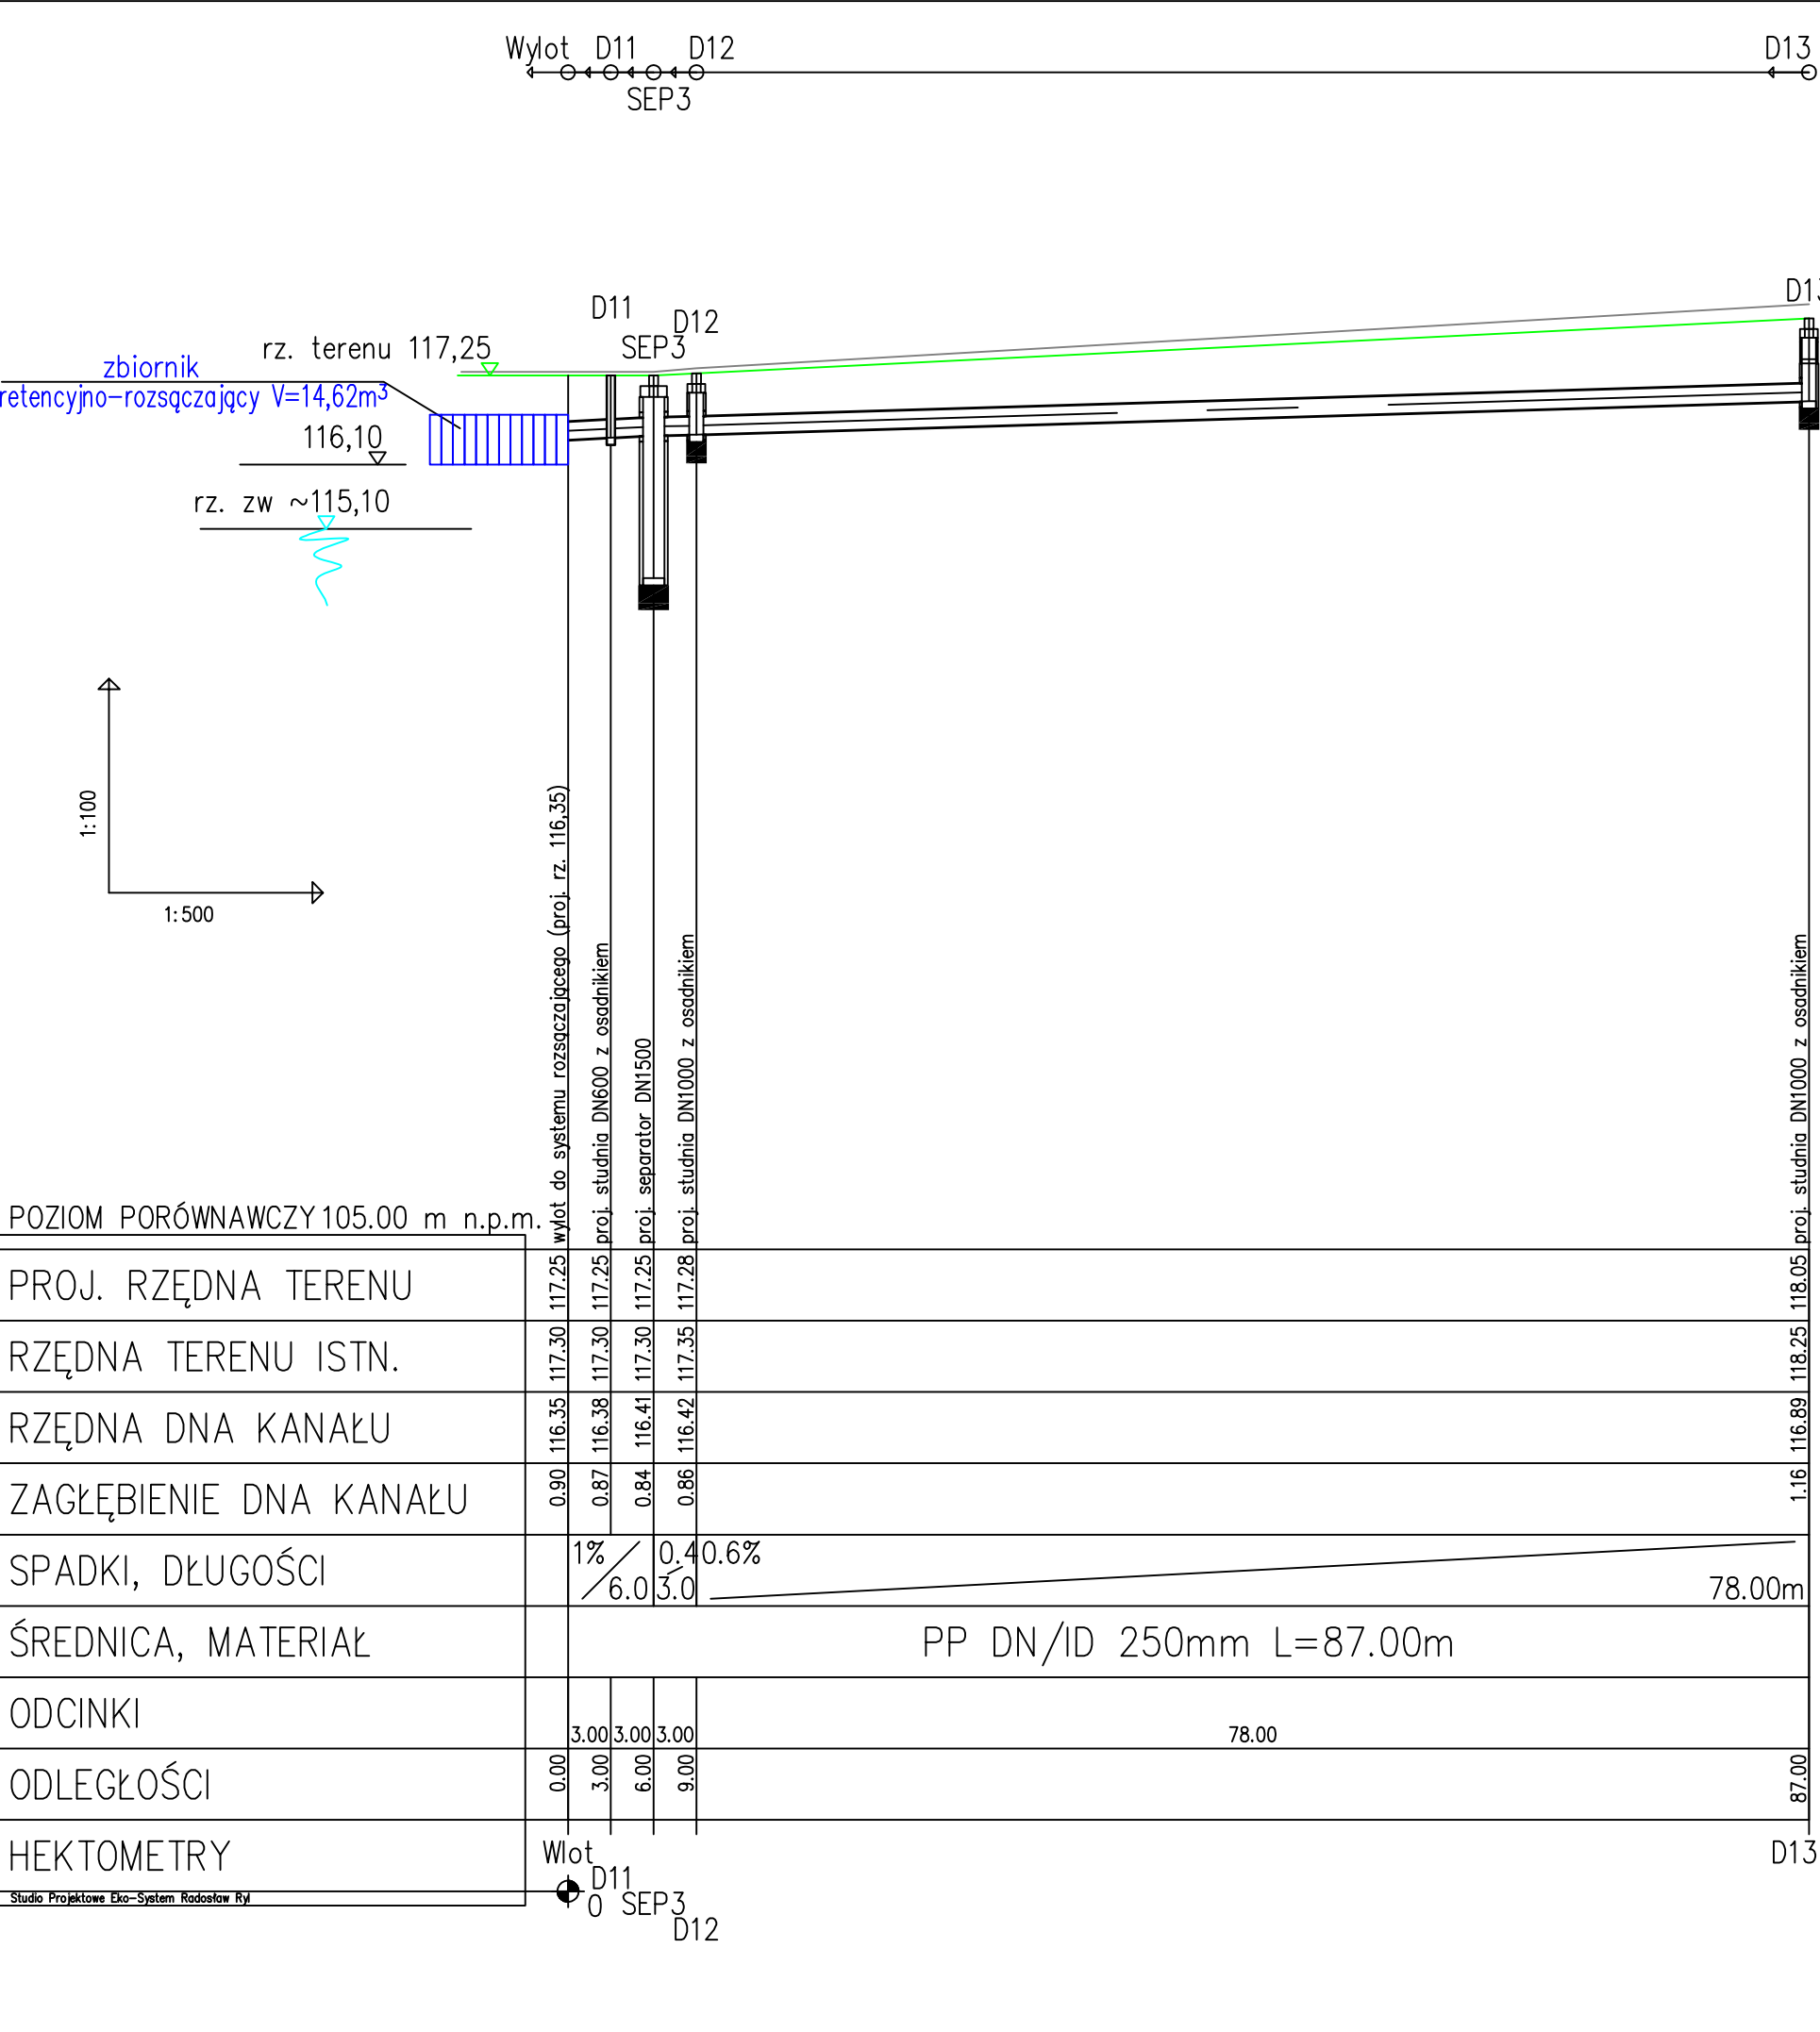 Wylot D11 D12 D13
SEP3
D11
D12
SEP3
rz. terenu 117,25
zbiornik
retencyjno-rozsączający V=14,62m³
116,10
rz. zw ~115,10
1:100
1:500
wylot do systemu rozsączającego (proj. rz. 116,35)
proj. studnia DN600 z osadnikiem
proj. separator DN1500
proj. studnia DN1000 z osadnikiem
proj. studnia DN1000 z osadnikiem
POZIOM PORÓWNAWCZY 105.00 m n.p.m.
PROJ. RZĘDNA TERENU 117.25 117.25 117.25 117.28 118.05
RZĘDNA TERENU ISTN. 117.30 117.30 117.30 117.35 118.25
RZĘDNA DNA KANAŁU 116.35 116.38 116.41 116.42 116.89
ZAGŁĘBIENIE DNA KANAŁU 0.90 0.87 0.84 0.86 1.16
SPADKI, DŁUGOŚCI 1% 6.0 0.4 3.0 0.6% 78.00m
ŚREDNICA, MATERIAŁ PP DN/ID 250mm L=87.00m
ODCINKI 3.00 3.00 3.00 78.00
ODLEGŁOŚCI 0.00 3.00 6.00 9.00 87.00
HEKTOMETRY Wlot D13
D11
Studio Projektowe Eko-System Radosław Ryl
0 SEP3
D12